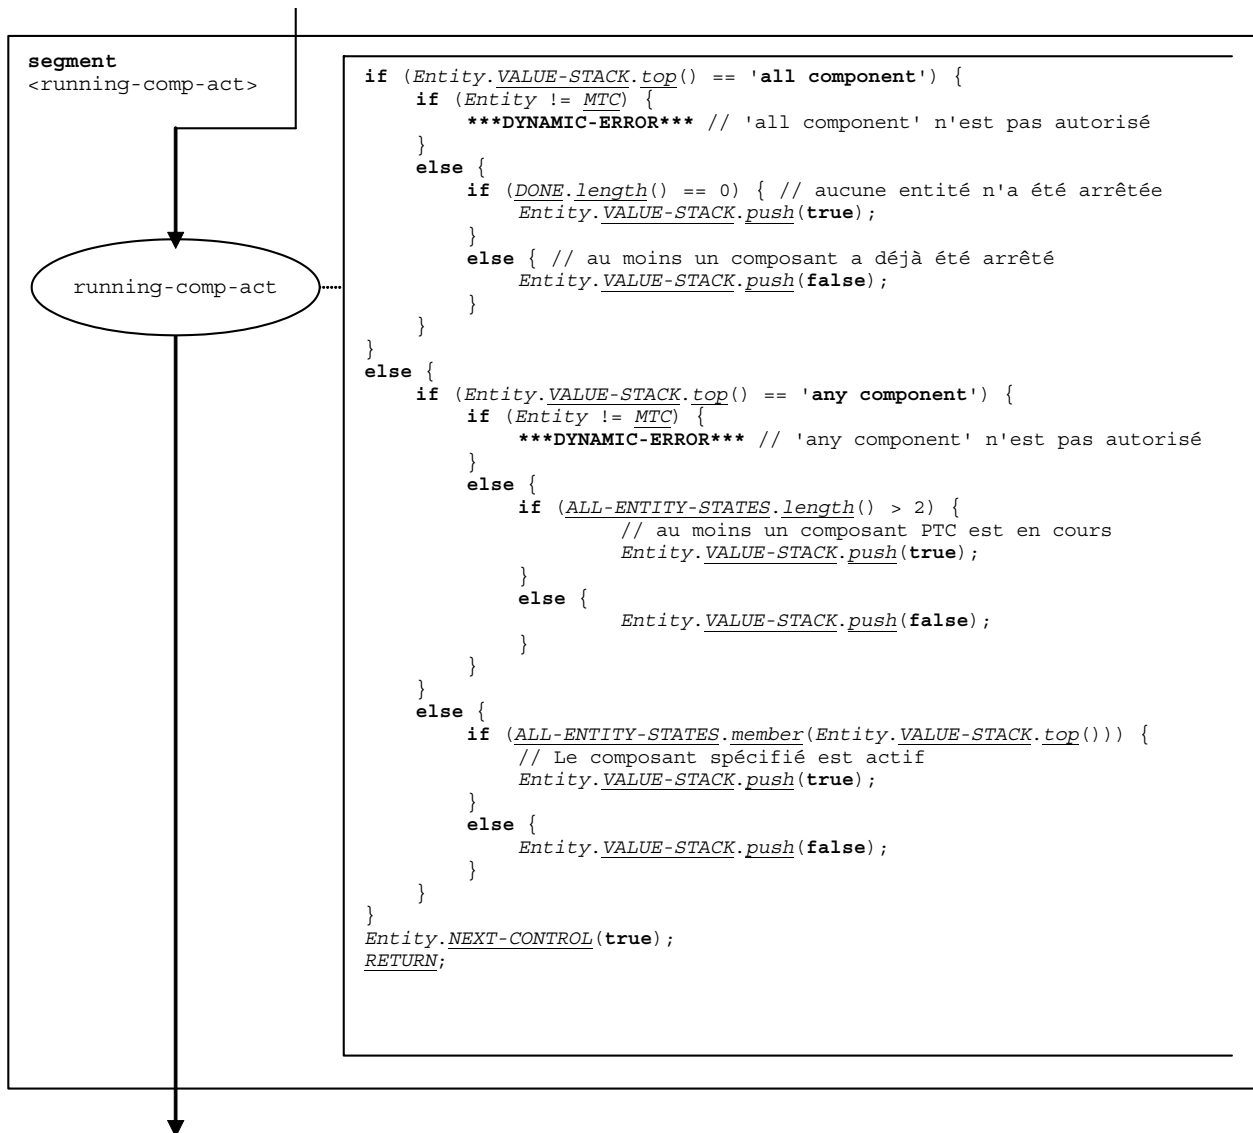 segment
<running-comp-act>
running-comp-act
if (Entity.VALUE-STACK.top() == 'all component') {
if (Entity != MTC) {
***DYNAMIC-ERROR*** // 'all component' n'est pas autorisé
}
else {
if (DONE.length() == 0) { // aucune entité n'a été arrêtée
Entity.VALUE-STACK.push(true);
}
else { // au moins un composant a déjà été arrêté
Entity.VALUE-STACK.push(false);
}
}
}
else {
if (Entity.VALUE-STACK.top() == 'any component') {
if (Entity != MTC) {
***DYNAMIC-ERROR*** // 'any component' n'est pas autorisé
}
else {
if (ALL-ENTITY-STATES.length() > 2) {
// au moins un composant PTC est en cours
Entity.VALUE-STACK.push(true);
}
else {
Entity.VALUE-STACK.push(false);
}
}
}
else {
if (ALL-ENTITY-STATES.member(Entity.VALUE-STACK.top())) {
// Le composant spécifié est actif
Entity.VALUE-STACK.push(true);
}
else {
Entity.VALUE-STACK.push(false);
}
}
}
Entity.NEXT-CONTROL(true);
RETURN;